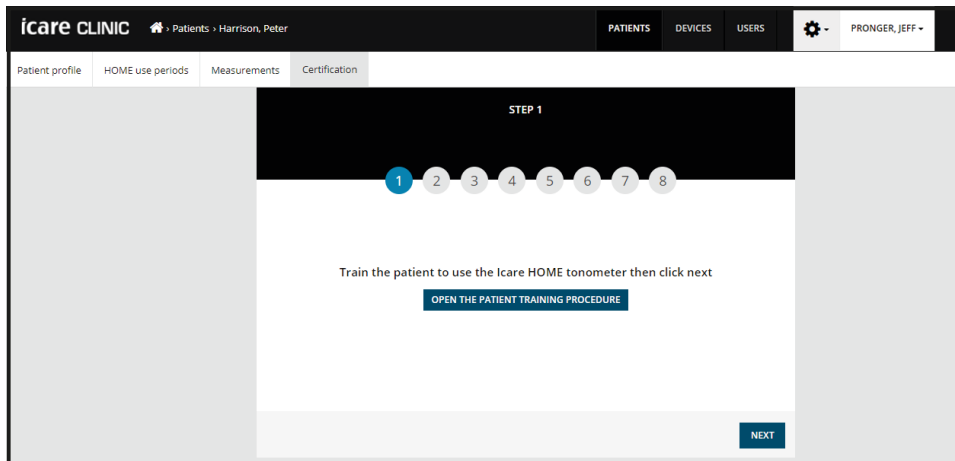 icare CLINIC › Patients › Harrison, Peter PATIENTS DEVICES USERS PRONGER, JEFF
Patient profile HOME use periods Measurements Certification
STEP 1
1 2 3 4 5 6 7 8
Train the patient to use the Icare HOME tonometer then click next
OPEN THE PATIENT TRAINING PROCEDURE
NEXT